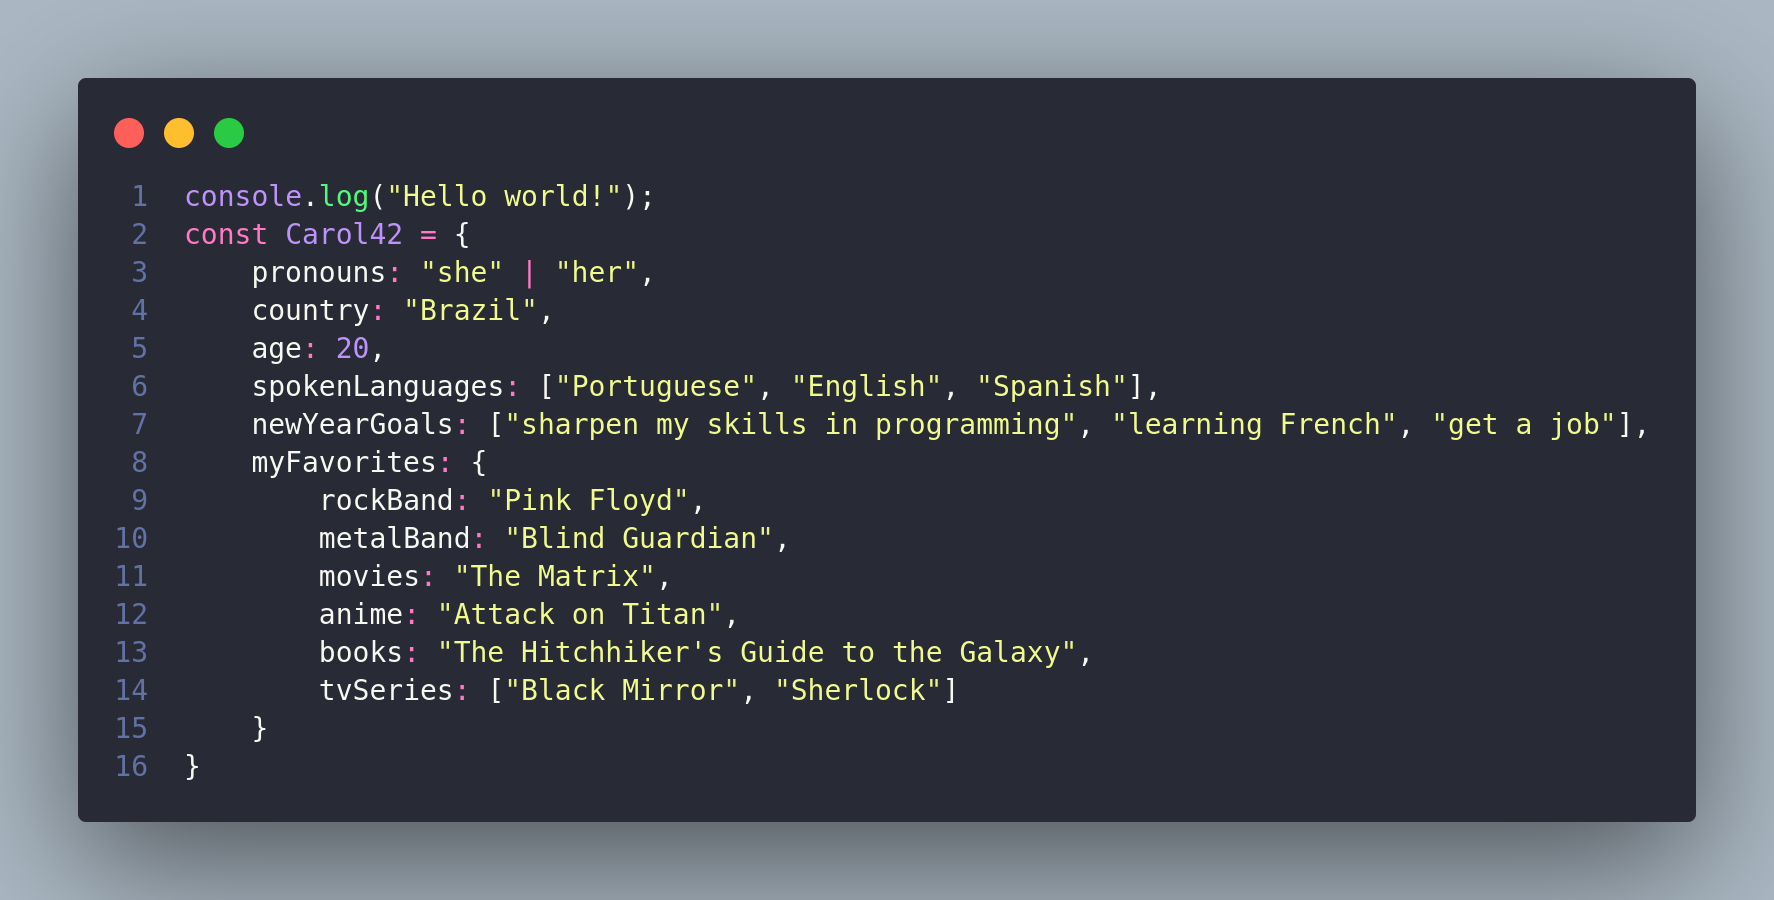 1 console.log("Hello world!");
2 const Carol42 = {
3     pronouns: "she" | "her",
4     country: "Brazil",
5     age: 20,
6     spokenLanguages: ["Portuguese", "English", "Spanish"],
7     newYearGoals: ["sharpen my skills in programming", "learning French", "get a job"],
8     myFavorites: {
9         rockBand: "Pink Floyd",
10         metalBand: "Blind Guardian",
11         movies: "The Matrix",
12         anime: "Attack on Titan",
13         books: "The Hitchhiker's Guide to the Galaxy",
14         tvSeries: ["Black Mirror", "Sherlock"]
15     }
16 }